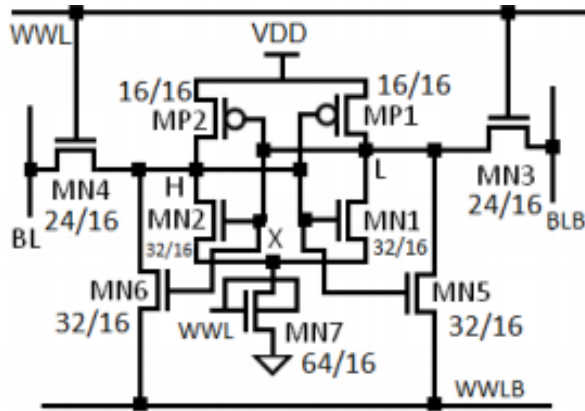 WWL
VDD
16/16
16/16
MP2
MP1
H
L
MN4
24/16
MN3
24/16
BL
BLB
MN2
32/16
X
MN1
32/16
MN6
32/16
MN5
32/16
WWL
MN7
64/16
WWLB